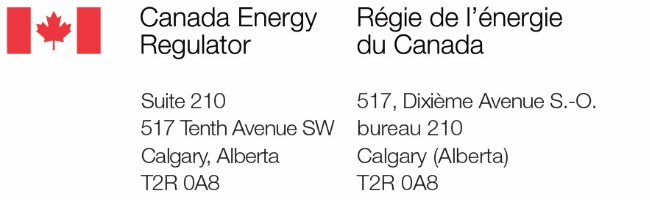 Canada Energy
Regulator
Régie de l'énergie
du Canada
Suite 210
517 Tenth Avenue SW
Calgary, Alberta
T2R 0A8
517, Dixième Avenue S.-O.
bureau 210
Calgary (Alberta)
T2R 0A8